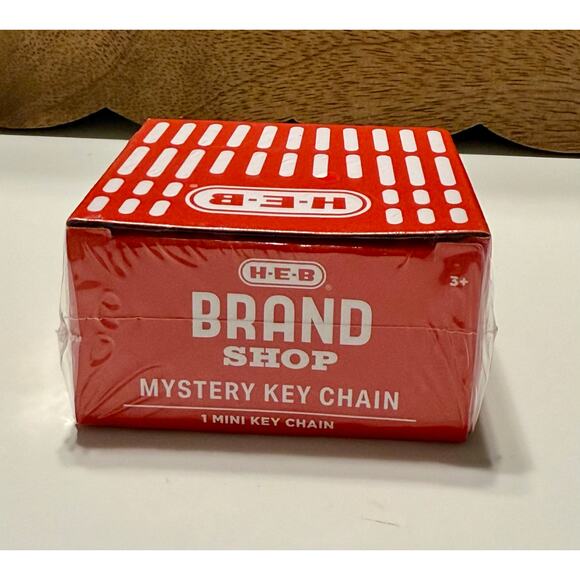 H-E-B
H-E-B
3+
BRAND
SHOP
MYSTERY KEY CHAIN
1 MINI KEY CHAIN